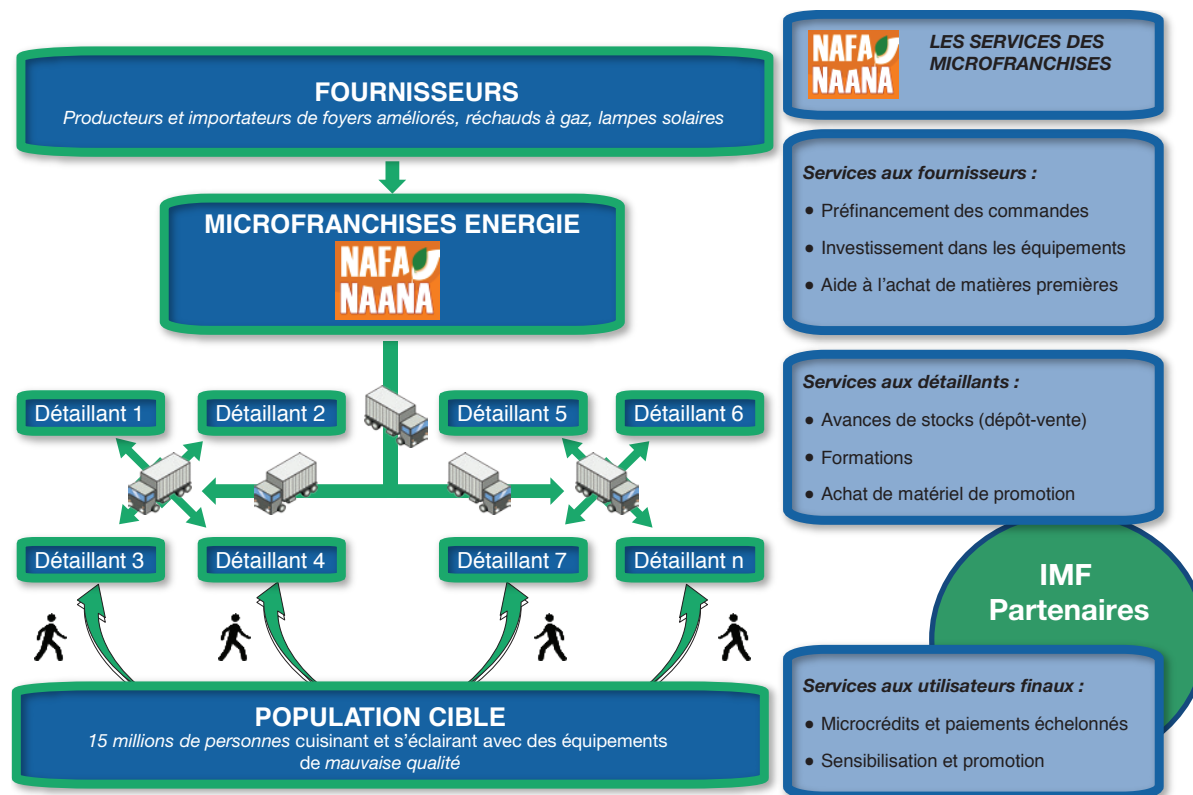 FOURNISSEURS
Producteurs et importateurs de foyers améliorés, réchauds à gaz, lampes solaires
MICROFRANCHISES ENERGIE
NAFA
NAANA
Détaillant 1
Détaillant 2
Détaillant 5
Détaillant 6
Détaillant 3
Détaillant 4
Détaillant 7
Détaillant n
POPULATION CIBLE
15 millions de personnes cuisinant et s’éclairant avec des équipements
de mauvaise qualité
NAFA
NAANA
LES SERVICES DES
MICROFRANCHISES
Services aux fournisseurs :
• Préfinancement des commandes
• Investissement dans les équipements
• Aide à l’achat de matières premières
Services aux détaillants :
• Avances de stocks (dépôt-vente)
• Formations
• Achat de matériel de promotion
IMF
Partenaires
Services aux utilisateurs finaux :
• Microcrédits et paiements échelonnés
• Sensibilisation et promotion